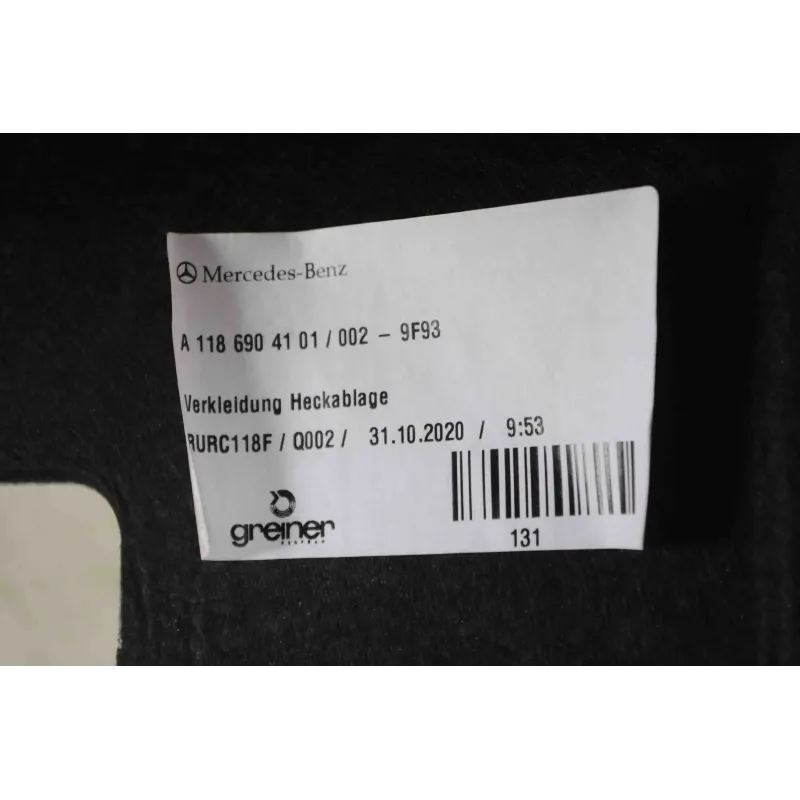 Mercedes-Benz
A 118 690 41 01 / 002 - 9F93
Verkleidung Heckablage
RURC118F / Q002 / 31.10.2020 / 9:53
greiner
131